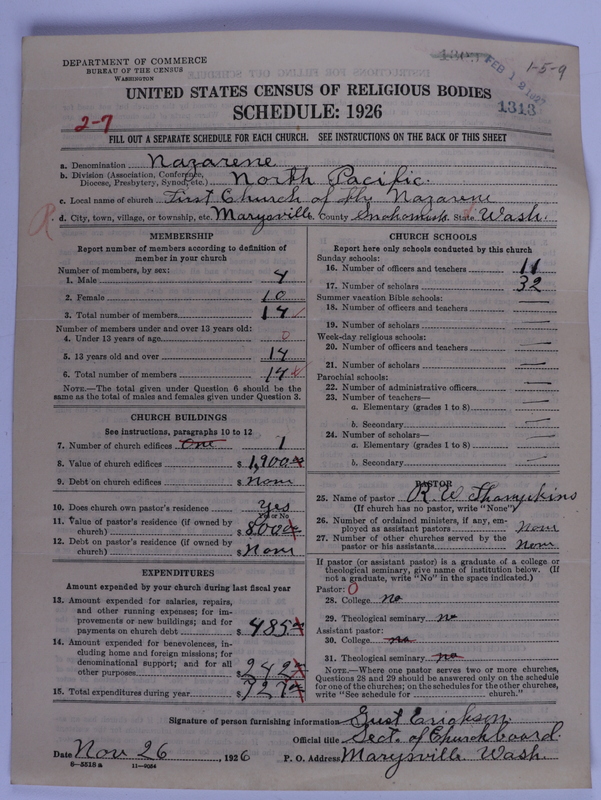 DEPARTMENT OF COMMERCE
BUREAU OF THE CENSUS
WASHINGTON
FEB 12 1927
1-5-9
UNITED STATES CENSUS OF RELIGIOUS BODIES
SCHEDULE: 1926
1313
2-7
FILL OUT A SEPARATE SCHEDULE FOR EACH CHURCH. SEE INSTRUCTIONS ON THE BACK OF THIS SHEET
a. Denomination Nazarene
b. Division (Association, Conference, Diocese, Presbytery, Synod, etc.) North Pacific.
c. Local name of church First Church of the Nazarene
R d. City, town, village, or township, etc. Marysville County Snohomish State Wash.
MEMBERSHIP
Report number of members according to definition of
member in your church
Number of members, by sex:
1. Male 4
2. Female 10
3. Total number of members 14
Number of members under and over 13 years old:
4. Under 13 years of age 0
5. 13 years old and over 14
6. Total number of members 14
NOTE.—The total given under Question 6 should be the
same as the total of males and females given under Question 3.
CHURCH BUILDINGS
See instructions, paragraphs 10 to 12
7. Number of church edifices One 1
8. Value of church edifices $ 1,900
9. Debt on church edifices $ None
10. Does church own pastor's residence Yes
Yes or No
11. Value of pastor's residence (if owned by
church) $ 800
12. Debt on pastor's residence (if owned by
church) $ None
EXPENDITURES
Amount expended by your church during last fiscal year
13. Amount expended for salaries, repairs,
and other running expenses; for im-
provements or new buildings; and for
payments on church debt $ 485
14. Amount expended for benevolences, in-
cluding home and foreign missions; for
denominational support; and for all
other purposes $ 242
15. Total expenditures during year $ 727
CHURCH SCHOOLS
Report here only schools conducted by this church
Sunday schools:
16. Number of officers and teachers 11
17. Number of scholars 32
Summer vacation Bible schools:
18. Number of officers and teachers —
19. Number of scholars —
Week-day religious schools:
20. Number of officers and teachers —
21. Number of scholars —
Parochial schools:
22. Number of administrative officers —
23. Number of teachers—
a. Elementary (grades 1 to 8) —
b. Secondary —
24. Number of scholars—
a. Elementary (grades 1 to 8) —
b. Secondary —
PASTOR
25. Name of pastor R. W. Thompkins
(If church has no pastor, write "None")
26. Number of ordained ministers, if any, em-
ployed as assistant pastors None
27. Number of other churches served by the
pastor or his assistants None
If pastor (or assistant pastor) is a graduate of a college or
theological seminary, give name of institution below. (If
not a graduate, write "No" in the space indicated.)
Pastor: 0
28. College no
29. Theological seminary no
Assistant pastor:
30. College no
31. Theological seminary no
NOTE.—Where one pastor serves two or more churches,
Questions 28 and 29 should be answered only on the schedule
for one of the churches; on the schedules for the other churches,
write "See schedule for church."
Signature of person furnishing information Gust Erickson
Official title Sect. of Church board.
Date Nov 26, 1926 P. O. Address Marysville Wash.
8—5518 a 11—9054